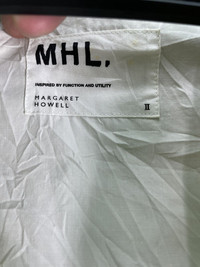 MHL.
INSPIRED BY FUNCTION AND UTILITY
MARGARET
HOWELL II